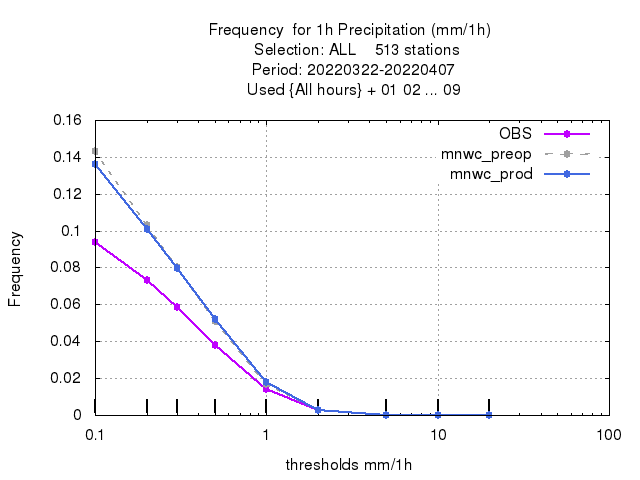 Frequency  for 1h Precipitation (mm/1h)
Selection: ALL    513 stations
Period: 20220322-20220407
Used {All hours} + 01 02 ... 09
OBS
mnwc_preop
mnwc_prod
0.16
0.14
0.12
0.1
0.08
0.06
0.04
0.02
0
Frequency
0.1
1
10
100
thresholds mm/1h